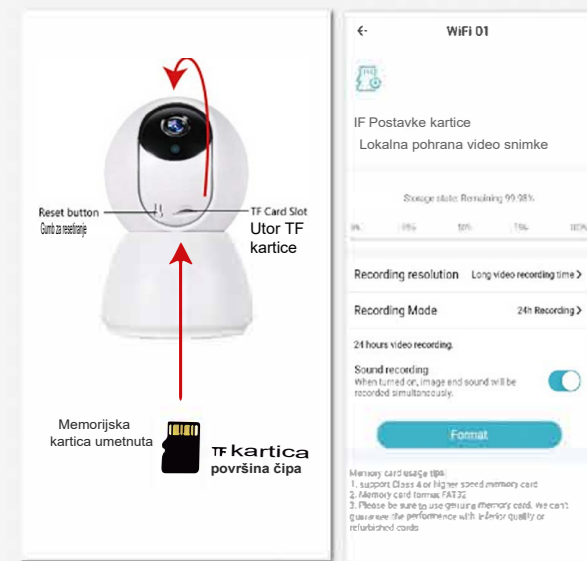 Reset button
Gumb za resetiranje
TF Card Slot
Utor TF
kartice
Memorijska
kartica umetnuta
TF kartica
površina čipa
WiFi 01
IF Postavke kartice
Lokalna pohrana video snimke
Storage state: Remaining 99.98%
50%
75%
100%
Recording resolution Long video recording time >
Recording Mode 24h Recording >
24 hours video recording.
Sound recording
When turned on, image and sound will be
recorded simultaneously.
Format
Memory card usage tips:
1. support Class 4 or higher speed memory card
2. Memory card format FAT32
3. Please be sure to use genuine memory card. We can't
guarantee the performance with inferior quality or
refurbished cards